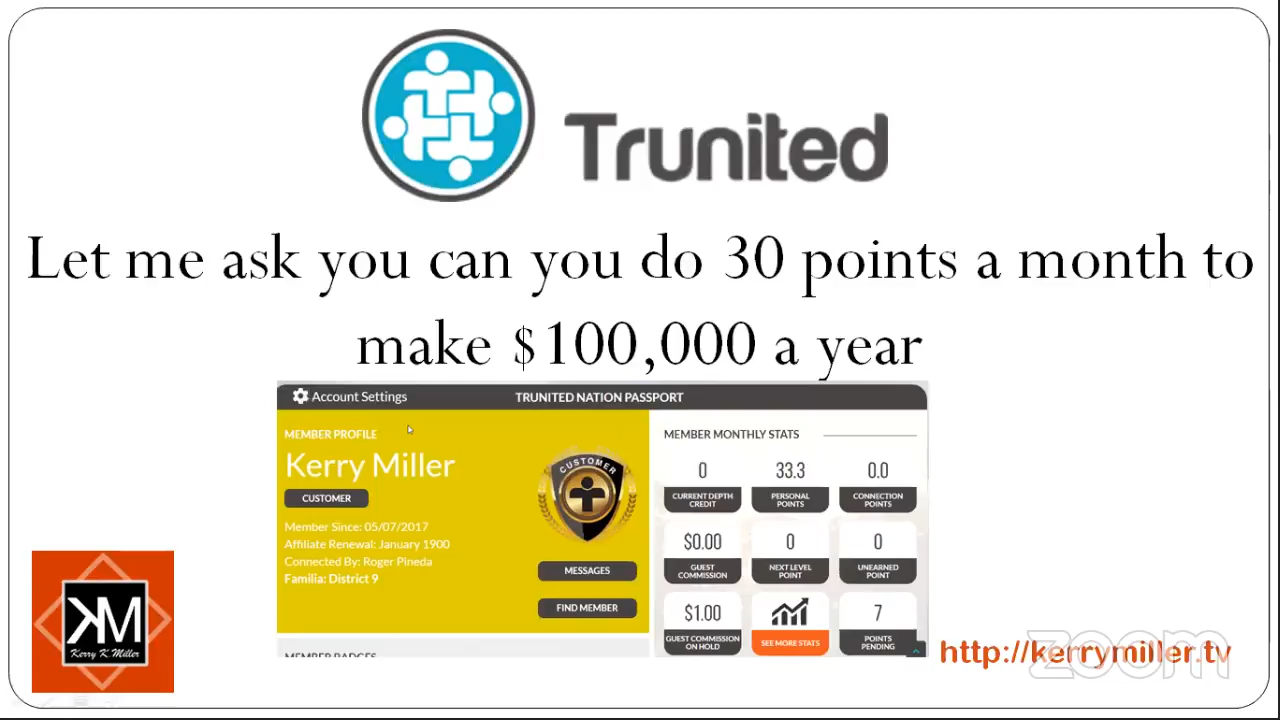 Trunited
Let me ask you can you do 30 points a month to
make $100,000 a year
Account Settings
TRUNITED NATION PASSPORT
MEMBER PROFILE
Kerry Miller
CUSTOMER
Member Since: 05/07/2017
Affiliate Renewal: January 1900
Connected By: Roger Pineda
Familia: District 9
CUSTOMER
MESSAGES
FIND MEMBER
MEMBER BADGES
MEMBER MONTHLY STATS
0
CURRENT DEPTH
CREDIT
33.3
PERSONAL
POINTS
0.0
CONNECTION
POINTS
$0.00
GUEST
COMMISSION
0
NEXT LEVEL
POINT
0
UNEARNED
POINT
$1.00
GUEST COMMISSION
ON HOLD
SEE MORE STATS
7
POINTS
PENDING
KM
Kerry K Miller
http://kerrymiller.tv
zoom